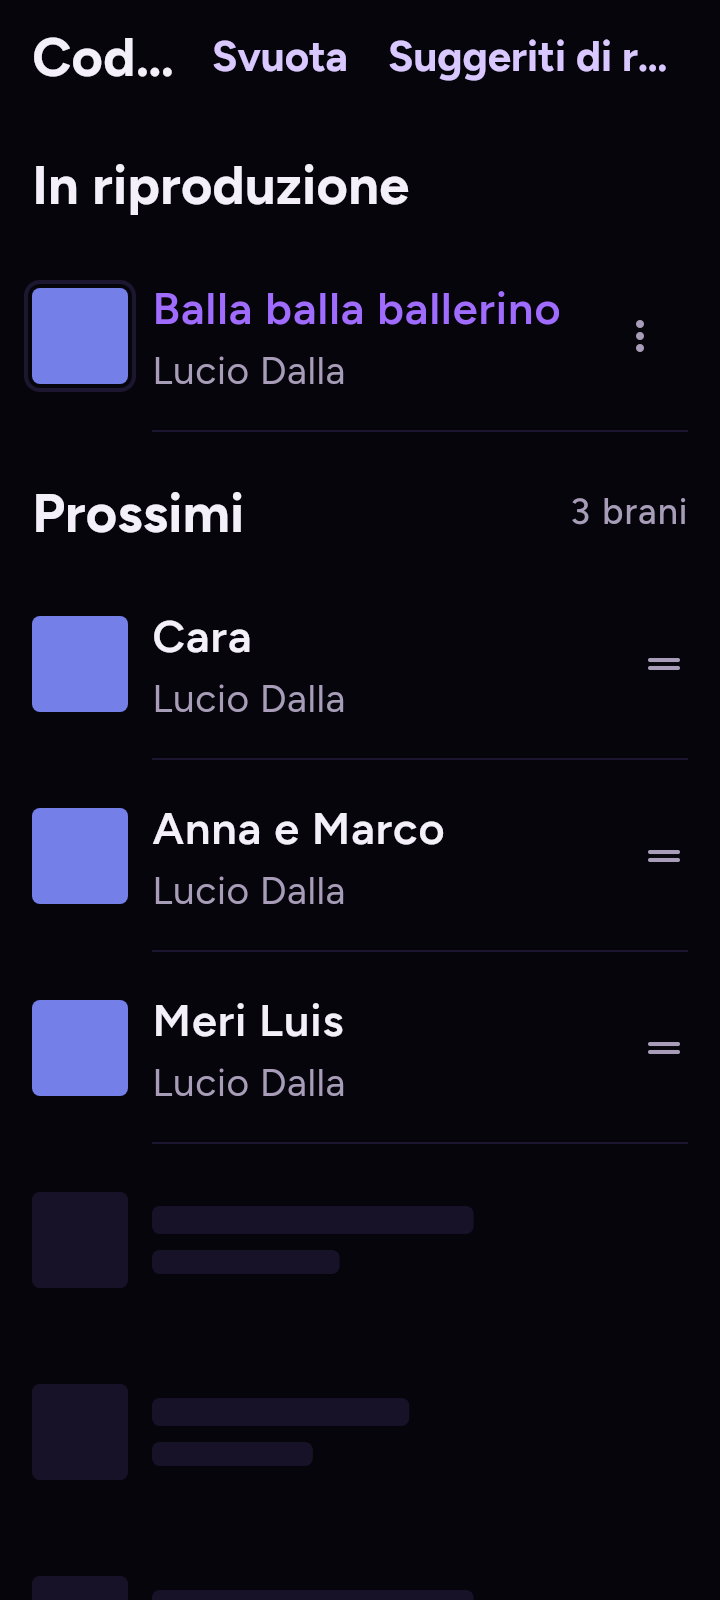 Cod... Svuota Suggeriti di r...
In riproduzione
Balla balla ballerino
Lucio Dalla
Prossimi 3 brani
Cara
Lucio Dalla
Anna e Marco
Lucio Dalla
Meri Luis
Lucio Dalla